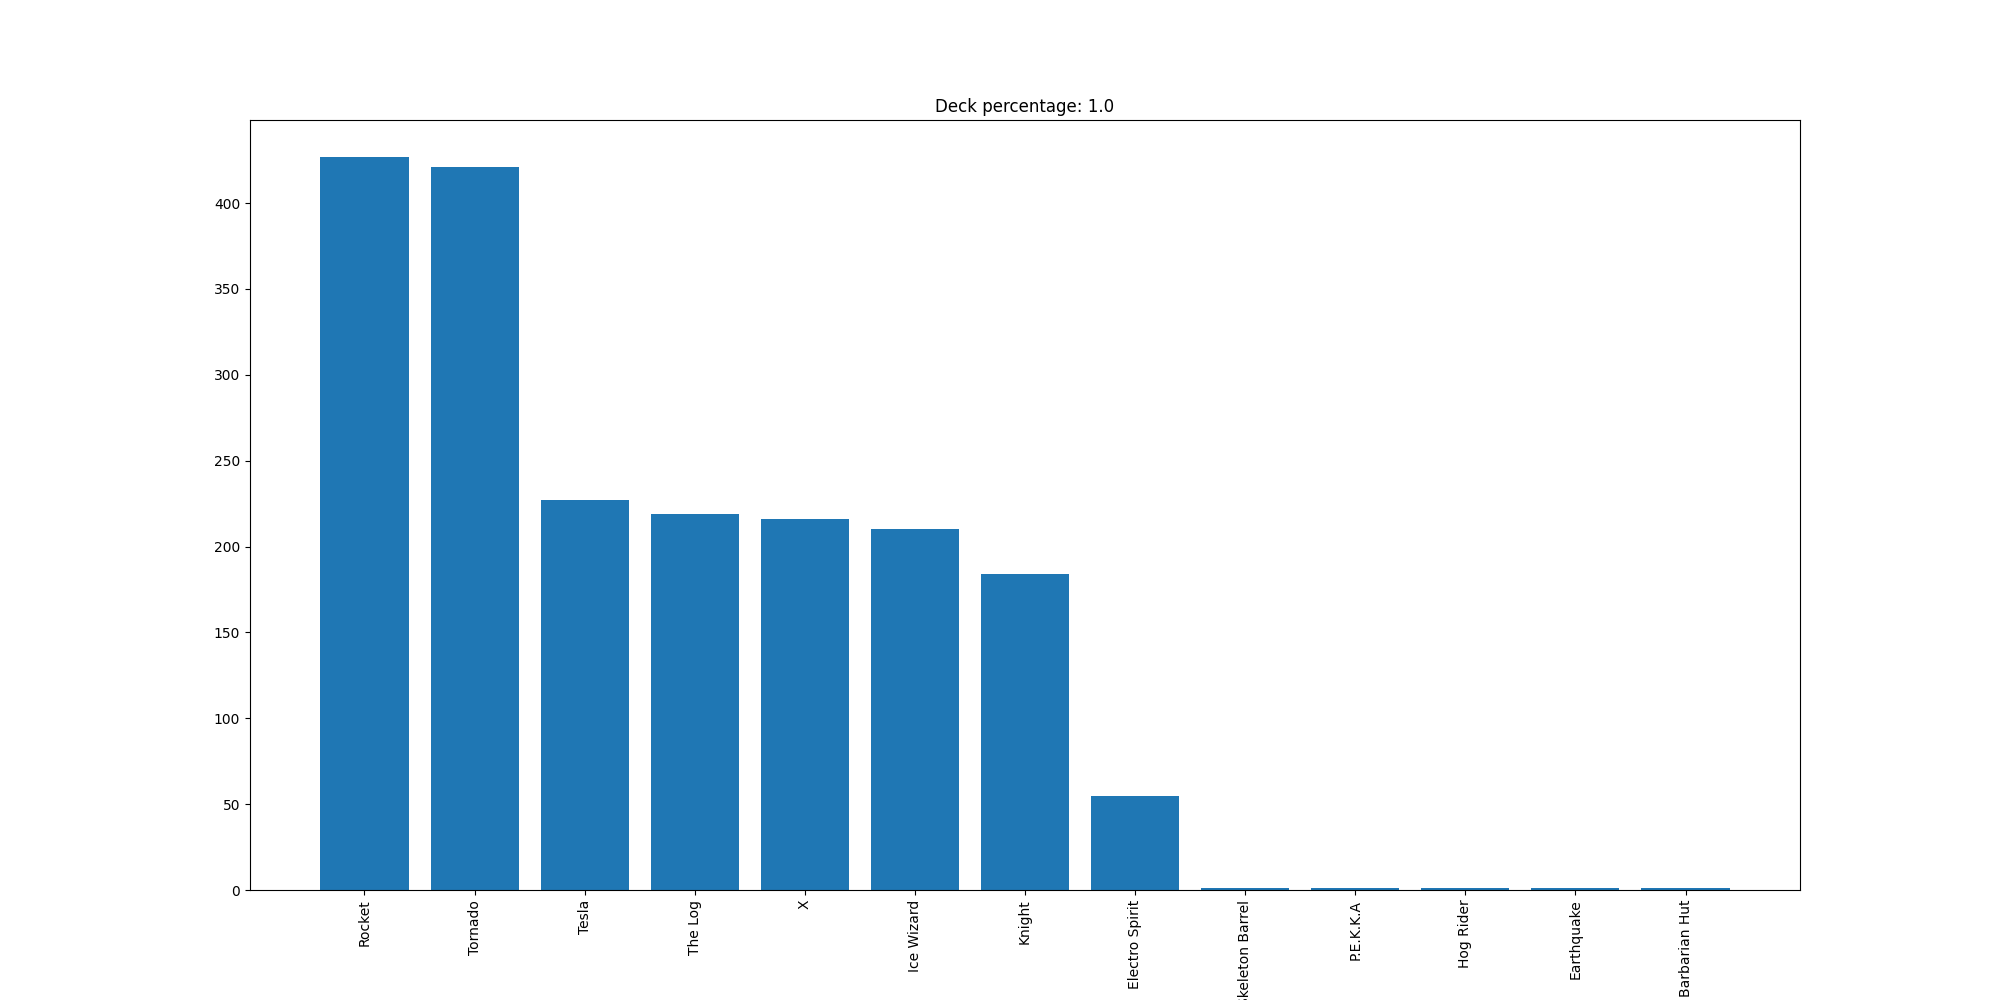 Deck percentage: 1.0
400
350
300
250
200
150
100
50
0
Rocket
Tornado
Tesla
The Log
X
Ice Wizard
Knight
Electro Spirit
Skeleton Barrel
P.E.K.K.A
Hog Rider
Earthquake
Barbarian Hut